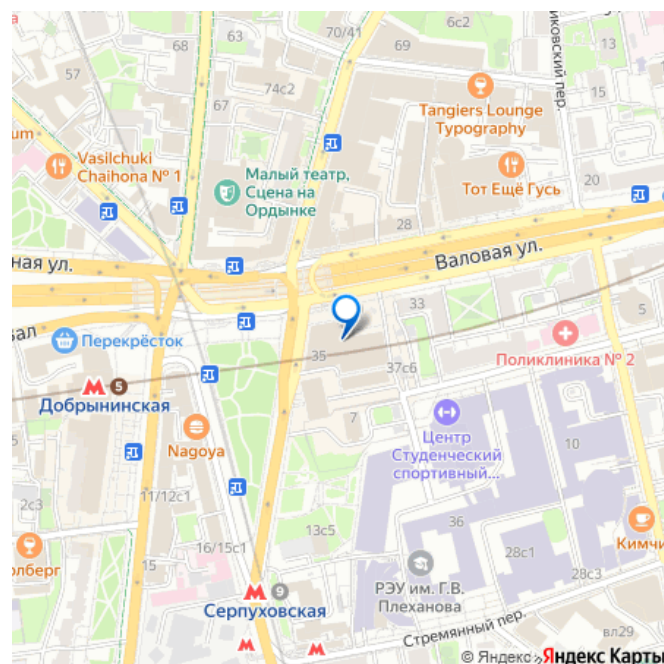 70/41
6с2
69
57
63
68
74с2
67
15
Tangiers Lounge
Typography
Vasilchuki
Chaihona № 1
Малый театр,
Сцена на
Ордынке
Тот Ещё Гусь
20
28
Валовая ул.
ная ул.
33
5
Перекрёсток
35
37с6
Поликлиника № 2
5
Добрынинская
7
Центр
Студенческий
спортивный...
10
Nagoya
2с3
11/12с1
13с5
36
16/15с1
28с1
Кимчи
РЭУ им. Г.В.
Плеханова
28с3
9
Серпуховская
Стремянный пер.
вл29
© Яндекс
Яндекс Карты